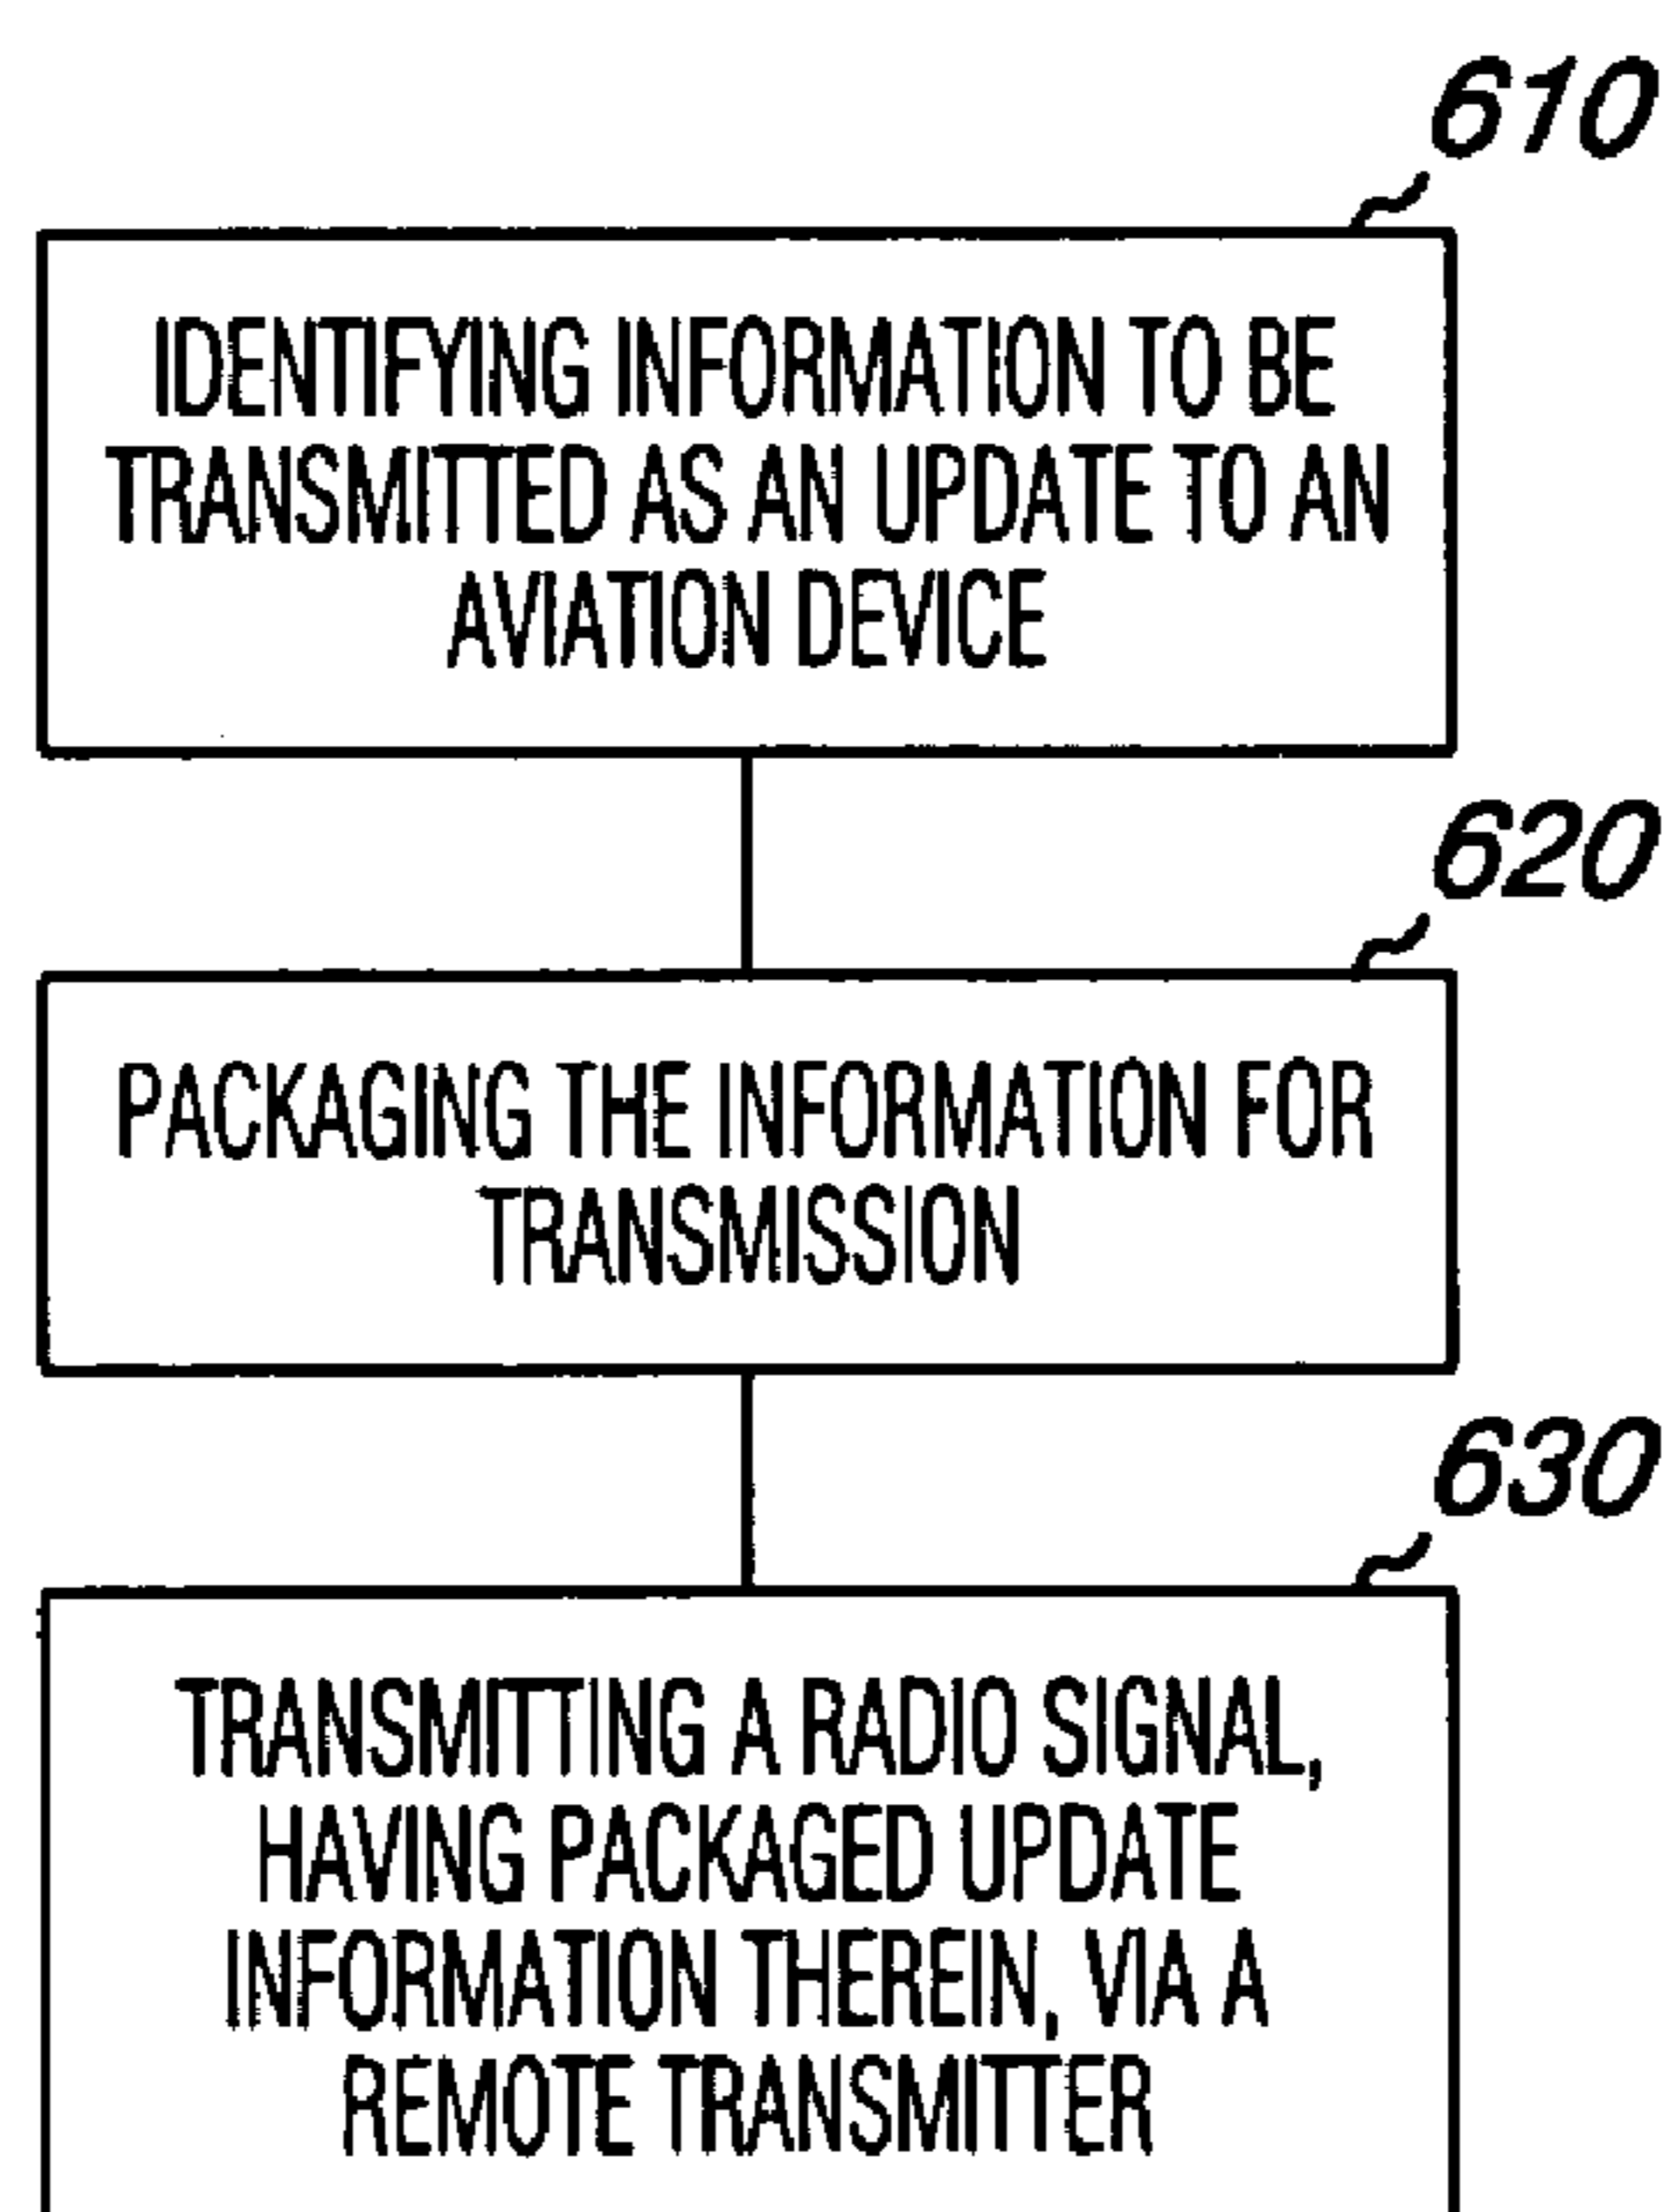 610
IDENTIFYING INFORMATION TO BE
TRANSMITTED AS AN UPDATE TO AN
AVIATION DEVICE
620
PACKAGING THE INFORMATION FOR
TRANSMISSION
630
TRANSMITTING A RADIO SIGNAL,
HAVING PACKAGED UPDATE
INFORMATION THEREIN, VIA A
REMOTE TRANSMITTER